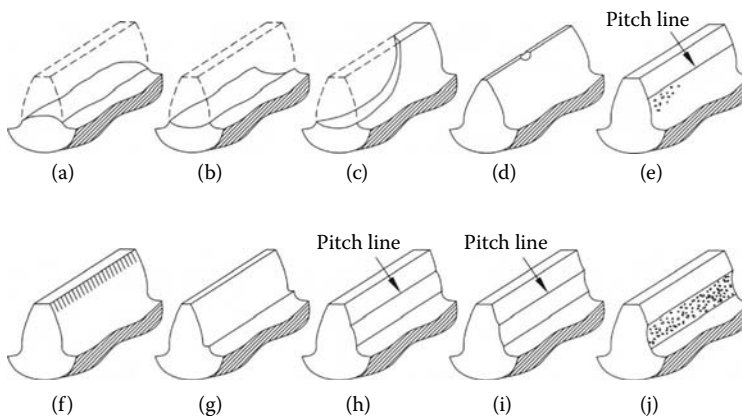 Pitch line
(a) (b) (c) (d) (e)
Pitch line Pitch line
(f) (g) (h) (i) (j)